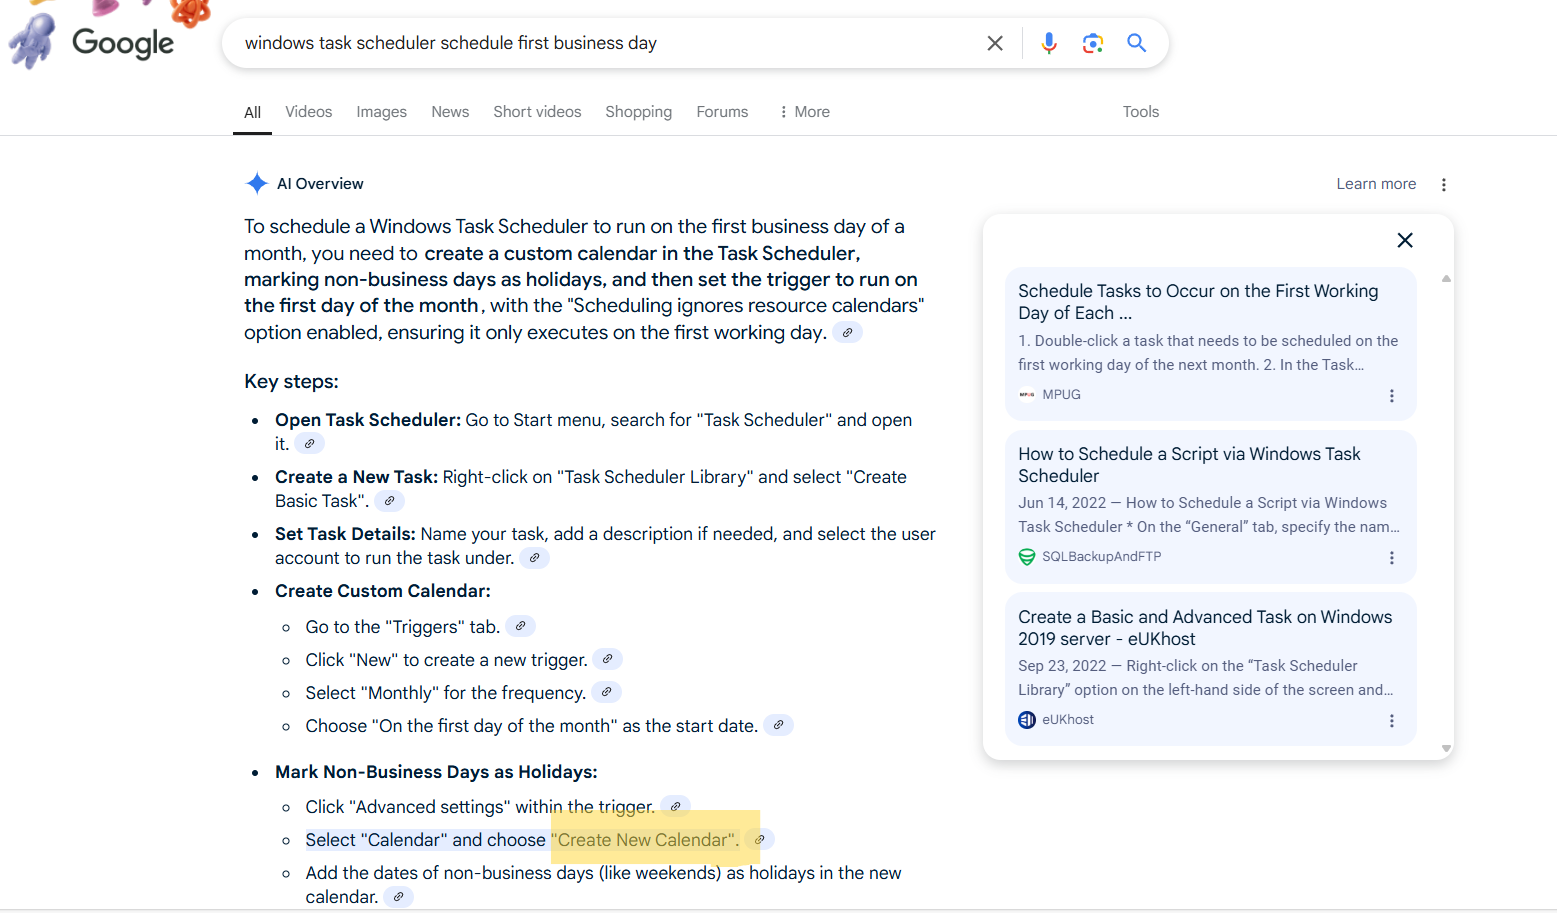 Google
windows task scheduler schedule first business day
All Videos Images News Short videos Shopping Forums More Tools
AI Overview
Learn more
To schedule a Windows Task Scheduler to run on the first business day of a
month, you need to create a custom calendar in the Task Scheduler,
marking non-business days as holidays, and then set the trigger to run on
the first day of the month, with the "Scheduling ignores resource calendars"
option enabled, ensuring it only executes on the first working day.
Key steps:
Open Task Scheduler: Go to Start menu, search for "Task Scheduler" and open
it.
Create a New Task: Right-click on "Task Scheduler Library" and select "Create
Basic Task".
Set Task Details: Name your task, add a description if needed, and select the user
account to run the task under.
Create Custom Calendar:
Go to the "Triggers" tab.
Click "New" to create a new trigger.
Select "Monthly" for the frequency.
Choose "On the first day of the month" as the start date.
Mark Non-Business Days as Holidays:
Click "Advanced settings" within the trigger.
Select "Calendar" and choose "Create New Calendar".
Add the dates of non-business days (like weekends) as holidays in the new
calendar.
Schedule Tasks to Occur on the First Working
Day of Each ...
1. Double-click a task that needs to be scheduled on the
first working day of the next month. 2. In the Task...
MPUG
MPUG
How to Schedule a Script via Windows Task
Scheduler
Jun 14, 2022 — How to Schedule a Script via Windows
Task Scheduler * On the “General” tab, specify the nam...
SQLBackupAndFTP
Create a Basic and Advanced Task on Windows
2019 server - eUKhost
Sep 23, 2022 — Right-click on the “Task Scheduler
Library” option on the left-hand side of the screen and...
eUKhost